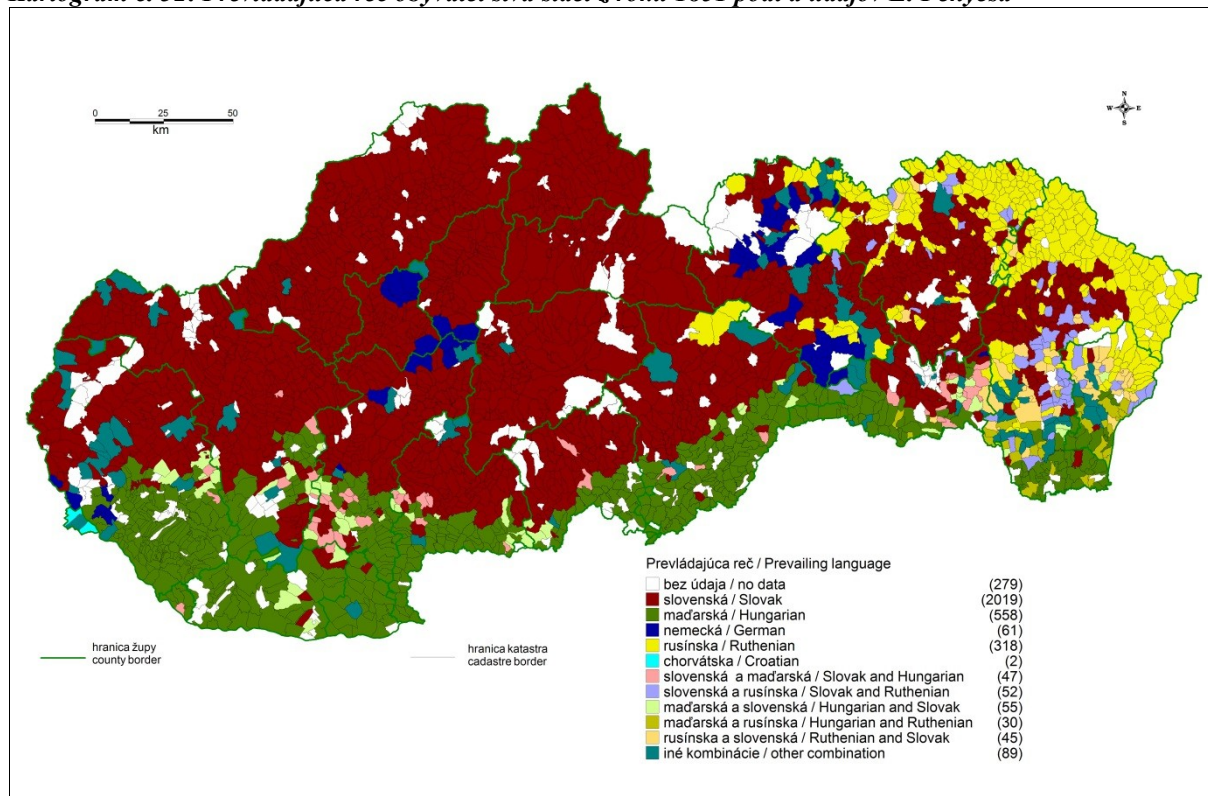 0 25 50
km
N
W E
S
Prevládajúca reč / Prevailing language
bez údaja / no data (279)
slovenská / Slovak (2019)
maďarská / Hungarian (558)
nemecká / German (61)
rusínska / Ruthenian (318)
chorvátska / Croatian (2)
slovenská a maďarská / Slovak and Hungarian (47)
slovenská a rusínska / Slovak and Ruthenian (52)
maďarská a slovenská / Hungarian and Slovak (55)
maďarská a rusínska / Hungarian and Ruthenian (30)
rusínska a slovenská / Ruthenian and Slovak (45)
iné kombinácie / other combination (89)
hranica župy
county border
hranica katastra
cadastre border